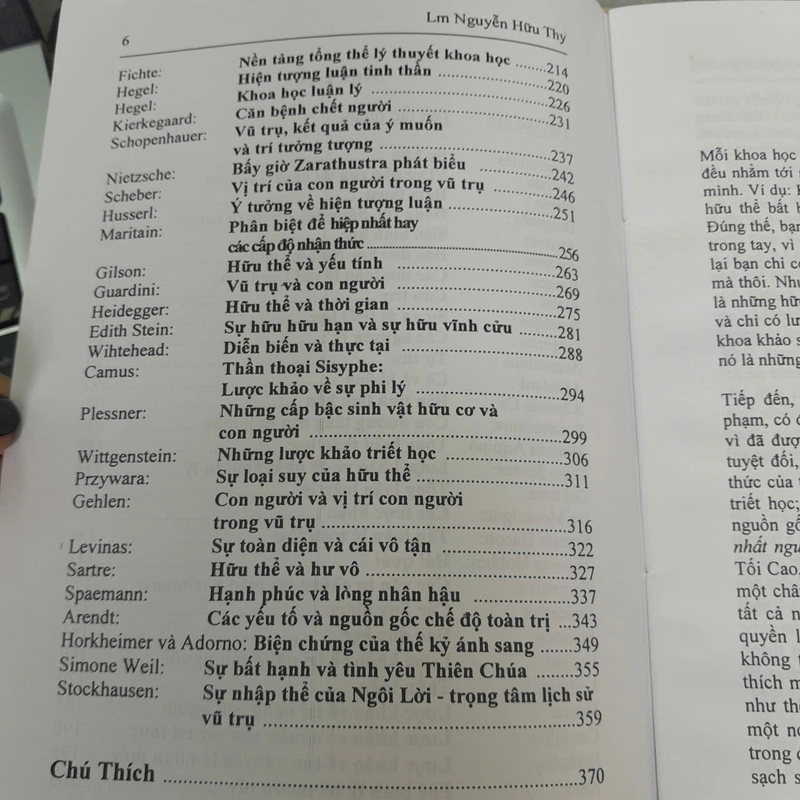 6
Lm Nguyễn Hữu Thy
Fichte: Nền tảng tổng thể lý thuyết khoa học .......214
Hegel: Hiện tượng luận tinh thần ................220
Hegel: Khoa học luận lý ...........................226
Kierkegaard: Căn bệnh chết người .......................231
Schopenhauer: Vũ trụ, kết quả của ý muốn
và trí tưởng tượng ..........................237
Nietzsche: Bấy giờ Zarathustra phát biểu .............242
Scheber: Vị trí của con người trong vũ trụ ..........246
Husserl: Ý tưởng về hiện tượng luận ................251
Maritain: Phân biệt để hiệp nhất hay
các cấp độ nhận thức ............................256
Gilson: Hữu thể và yếu tính .......................263
Guardini: Vũ trụ và con người .......................269
Heidegger: Hữu thể và thời gian .......................275
Edith Stein: Sự hữu hữu hạn và sự hữu vĩnh cửu .....281
Wihtehead: Diễn biến và thực tại .......................288
Camus: Thần thoại Sisyphe:
Lược khảo về sự phi lý .....................294
Plessner: Những cấp bậc sinh vật hữu cơ và
con người ..................................299
Wittgenstein: Những lược khảo triết học .................306
Przywara: Sự loại suy của hữu thể ....................311
Gehlen: Con người và vị trí con người
trong vũ trụ .................................316
Levinas: Sự toàn diện và cái vô tận .................322
Sartre: Hữu thể và hư vô ...........................327
Spaemann: Hạnh phúc và lòng nhân hậu ...............337
Arendt: Các yếu tố và nguồn gốc chế độ toàn trị ..343
Horkheimer và Adorno: Biện chứng của thế kỷ ánh sang .........349
Simone Weil: Sự bất hạnh và tình yêu Thiên Chúa .....355
Stockhausen: Sự nhập thể của Ngôi Lời - trọng tâm lịch sử
vũ trụ ..........................................359
Chú Thích ......................................................370
Mỗi khoa học
đều nhằm tới
mình. Ví dụ:
hữu thể bất
Đúng thế, bạn
trong tay, vì
lại bạn chỉ có
mà thôi.
là những hữ
và chỉ có lư
khoa khảo s
nó là những
Tiếp đến,
phạm, có
vì đã đượ
tuyệt đối,
thức của
triết học;
nguồn gố
nhất ngu
Tối Cao.
một chân
tất cả n
quyền l
không t
thích m
như thế
một
trong
sạch s